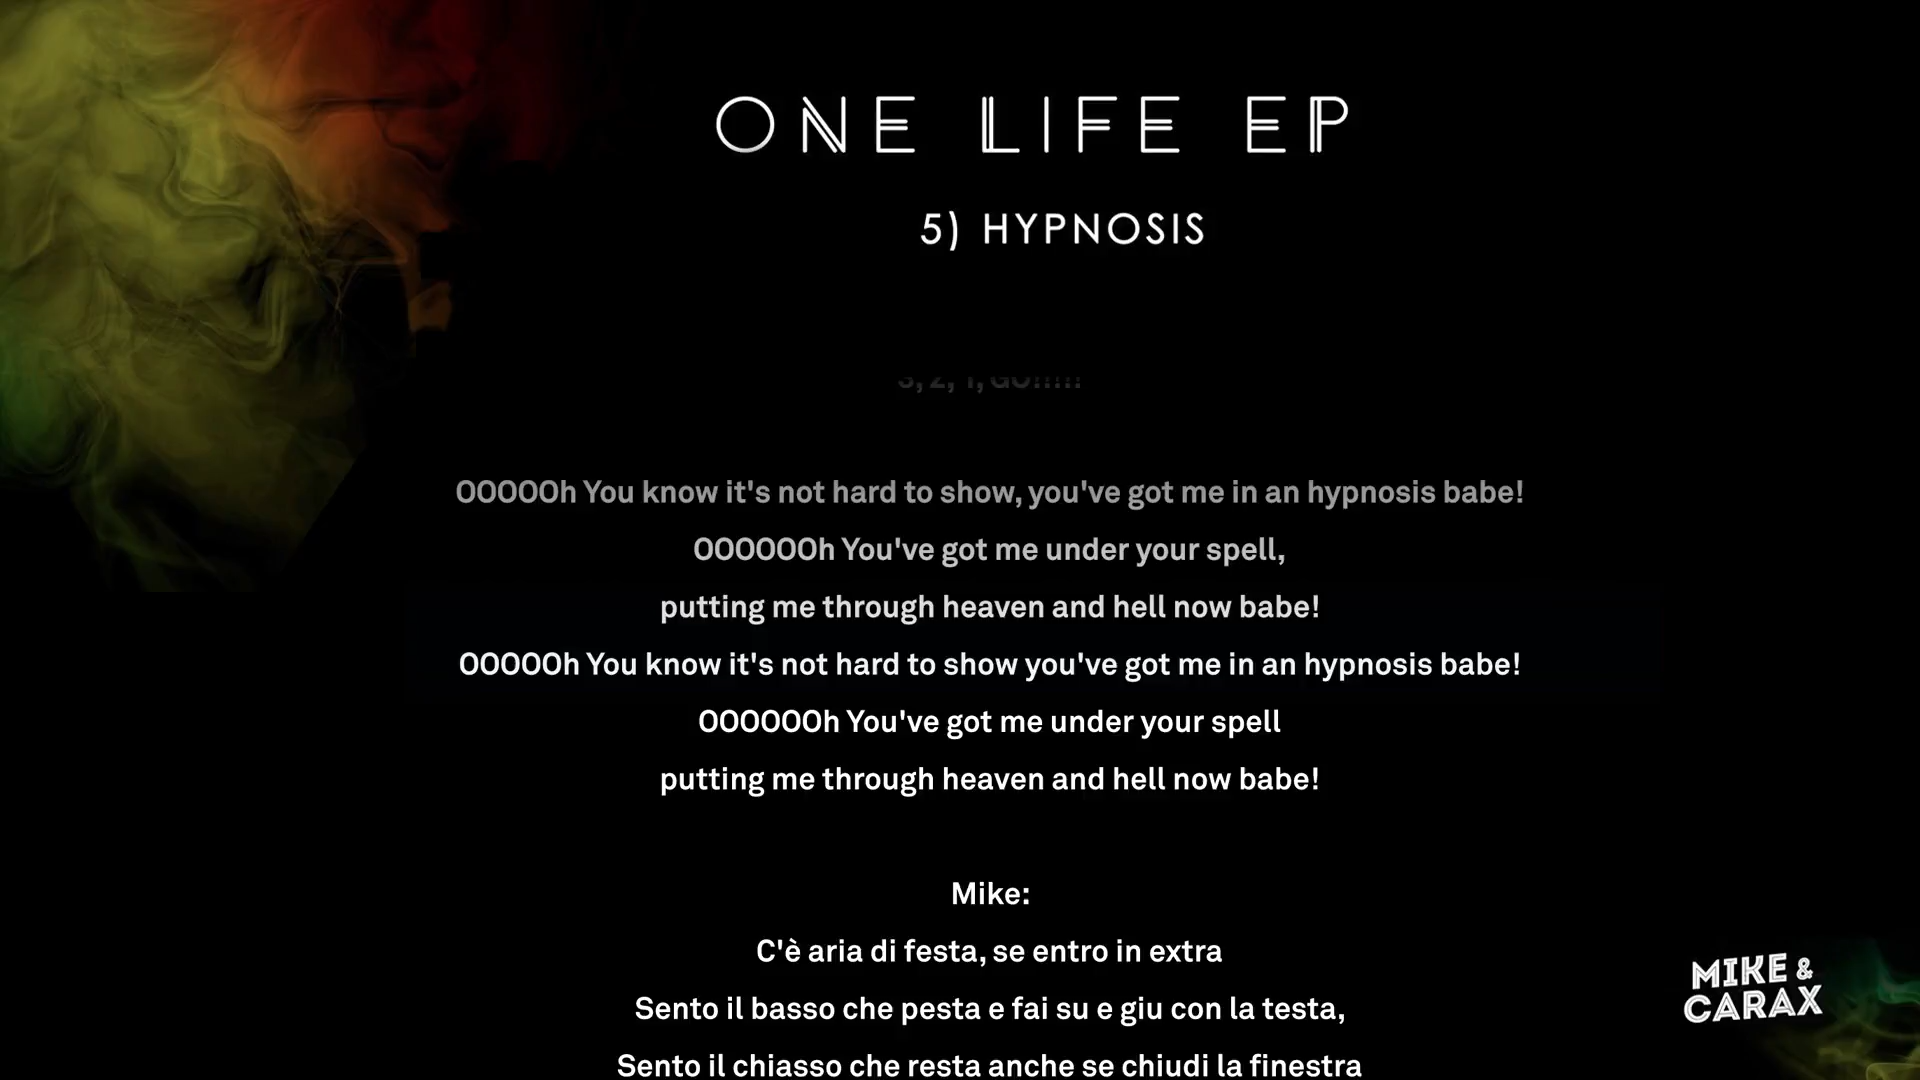 ONE LIFE EP
5) HYPNOSIS
3, 2, 1, GO!!!!!
OOOOOh You know it's not hard to show, you've got me in an hypnosis babe!
OOOOOOh You've got me under your spell,
putting me through heaven and hell now babe!
OOOOOh You know it's not hard to show you've got me in an hypnosis babe!
OOOOOOh You've got me under your spell
putting me through heaven and hell now babe!
Mike:
C'è aria di festa, se entro in extra
Sento il basso che pesta e fai su e giu con la testa,
Sento il chiasso che resta anche se chiudi la finestra
MIKE &
CARAX